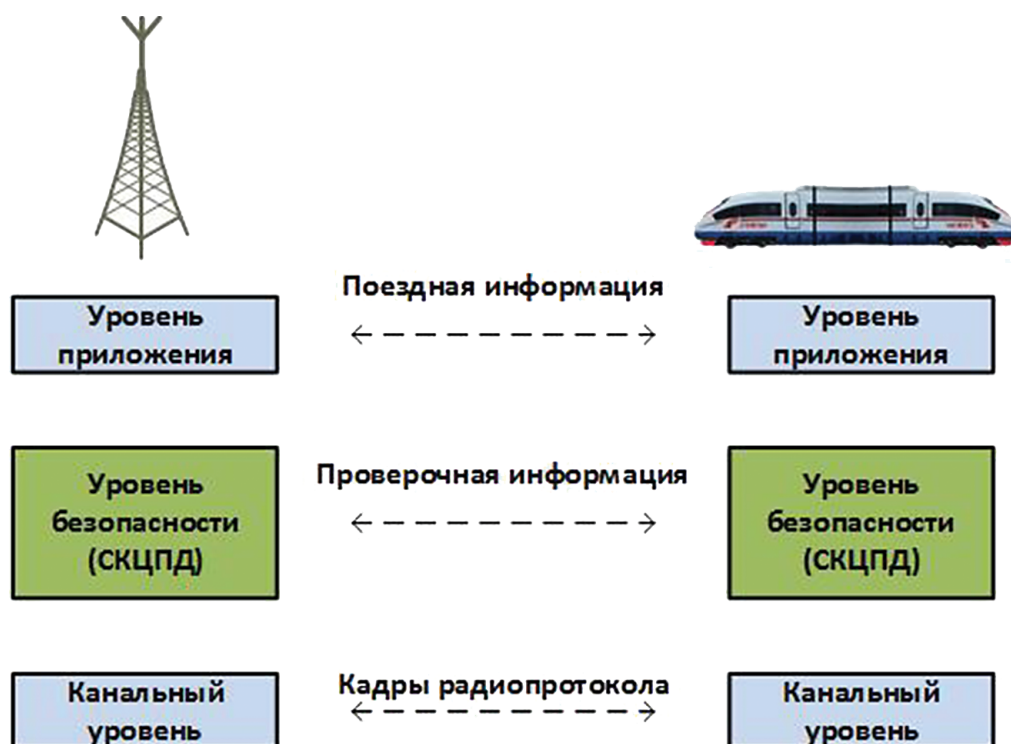 Поездная информация
Уровень
приложения
Уровень
приложения
Проверочная информация
Уровень
безопасности
(СКЦПД)
Уровень
безопасности
(СКЦПД)
Кадры радиопротокола
Канальный
уровень
Канальный
уровень